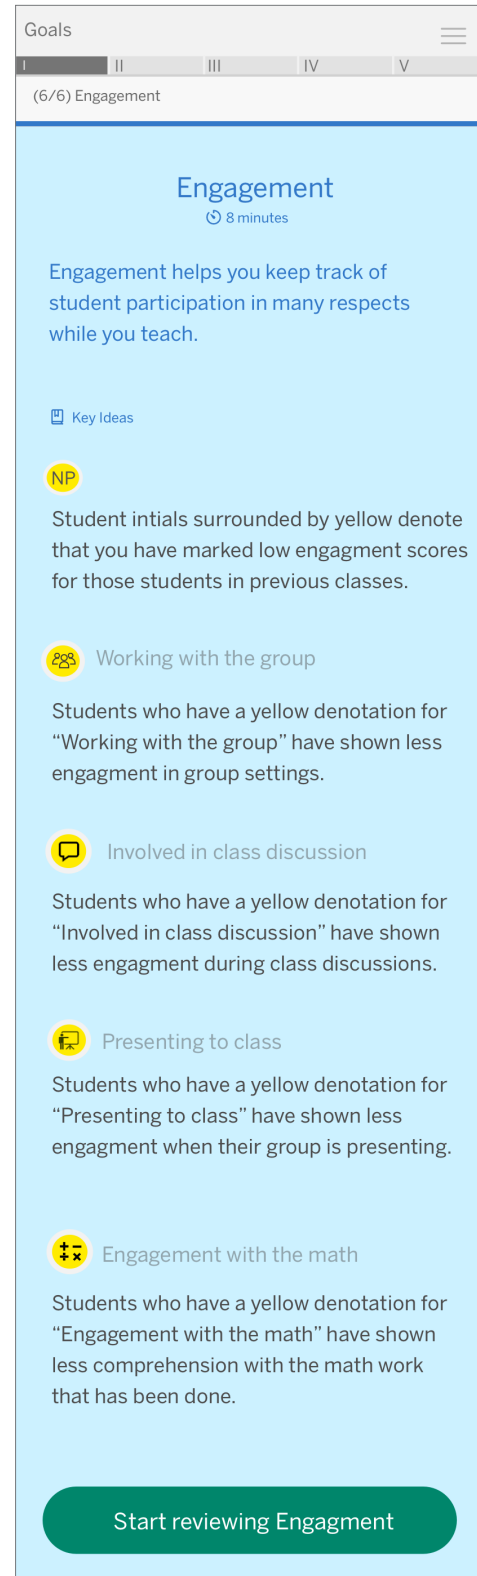 Goals
I II III IV V
(6/6) Engagement
Engagement
8 minutes
Engagement helps you keep track of
student participation in many respects
while you teach.
Key Ideas
NP
Student intials surrounded by yellow denote
that you have marked low engagment scores
for those students in previous classes.
Working with the group
Students who have a yellow denotation for
“Working with the group” have shown less
engagment in group settings.
Involved in class discussion
Students who have a yellow denotation for
“Involved in class discussion” have shown
less engagment during class discussions.
Presenting to class
Students who have a yellow denotation for
“Presenting to class” have shown less
engagment when their group is presenting.
Engagement with the math
Students who have a yellow denotation for
“Engagement with the math” have shown
less comprehension with the math work
that has been done.
Start reviewing Engagment